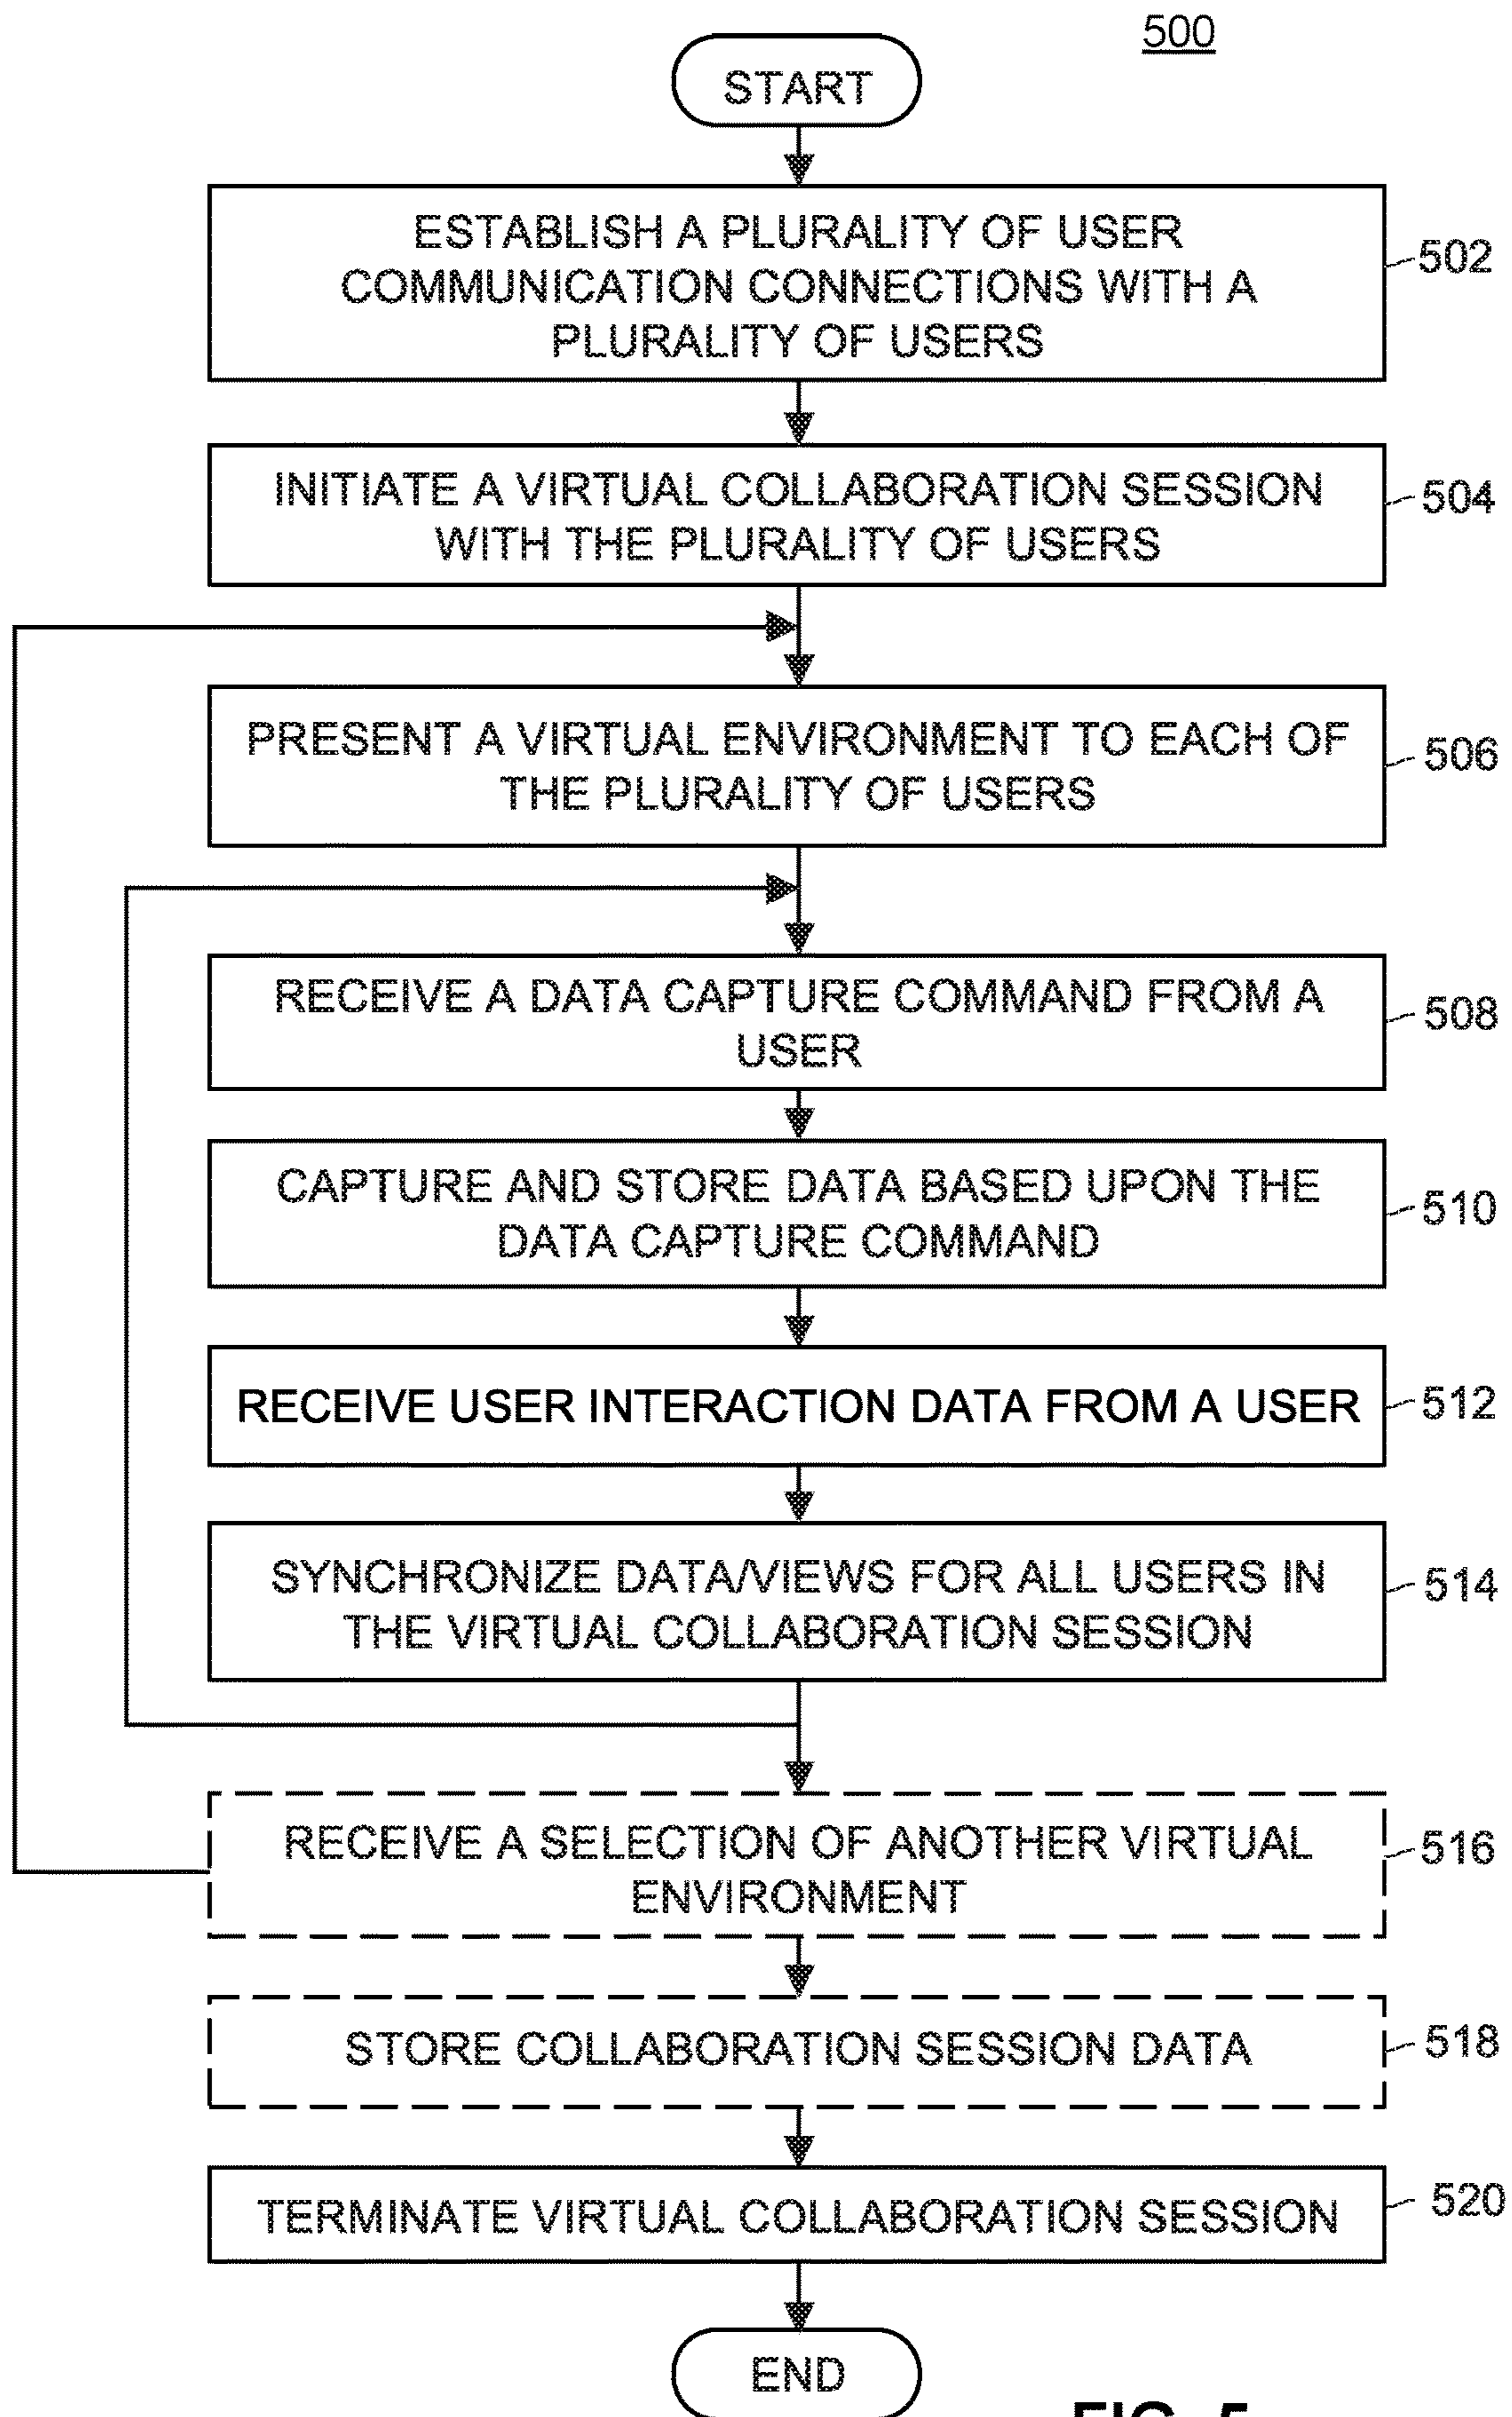 500
START
ESTABLISH A PLURALITY OF USER
COMMUNICATION CONNECTIONS WITH A
PLURALITY OF USERS
502
INITIATE A VIRTUAL COLLABORATION SESSION
WITH THE PLURALITY OF USERS
504
PRESENT A VIRTUAL ENVIRONMENT TO EACH OF
THE PLURALITY OF USERS
506
RECEIVE A DATA CAPTURE COMMAND FROM A
USER
508
CAPTURE AND STORE DATA BASED UPON THE
DATA CAPTURE COMMAND
510
RECEIVE USER INTERACTION DATA FROM A USER
512
SYNCHRONIZE DATA/VIEWS FOR ALL USERS IN
THE VIRTUAL COLLABORATION SESSION
514
RECEIVE A SELECTION OF ANOTHER VIRTUAL
ENVIRONMENT
516
STORE COLLABORATION SESSION DATA
518
TERMINATE VIRTUAL COLLABORATION SESSION
520
END
FIG. 5